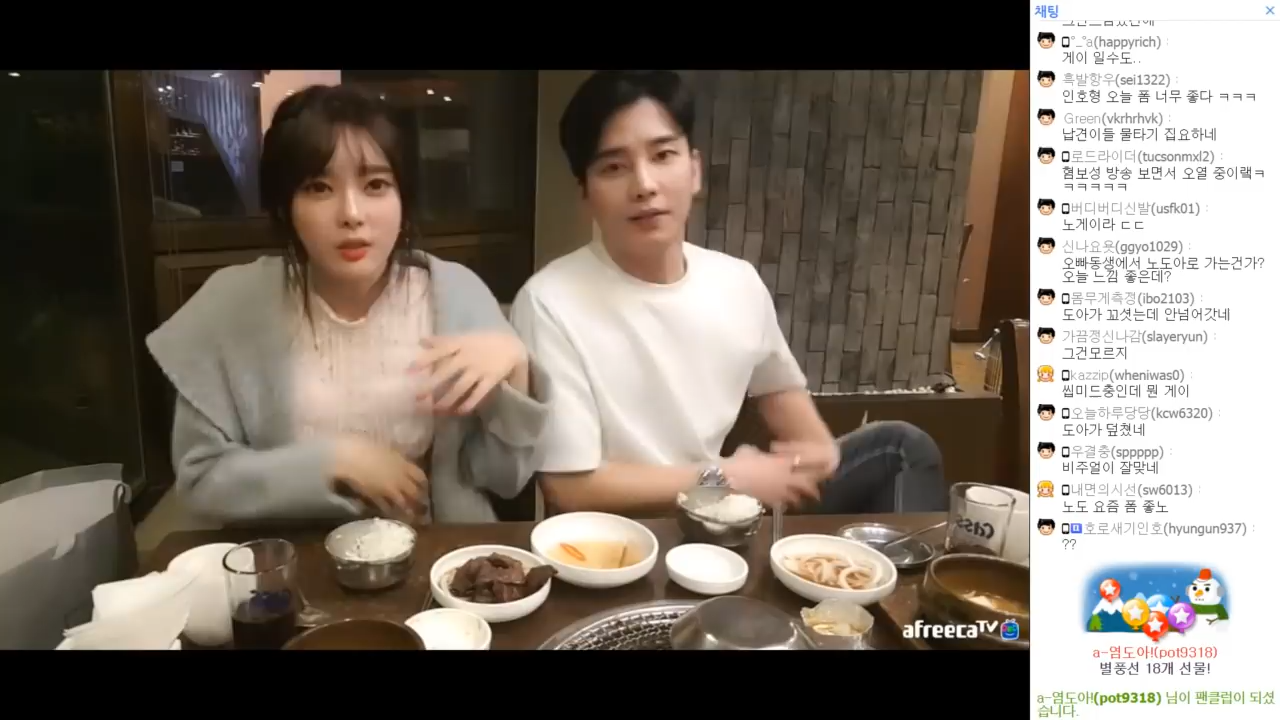 채팅
°_°a(happyrich) :
게이 일수도..
흑발항우(sei1322) :
인호형 오늘 폼 너무 좋다 ㅋㅋㅋ
Green(vkrhrhvk) :
납견이들 물타기 집요하네
로드라이더(tucsonmxl2) :
혐보성 방송 보면서 오열 중이랰ㅋ
ㅋㅋㅋㅋㅋ
버디버디신발(usfk01) :
노게이라 ㄷㄷ
신나요욧(ggyo1029) :
오빠동생에서 노도아로 가는건가?
오늘 느낌 좋은데?
몸무게측정(ibo2103) :
도아가 꼬셧는데 안넘어갓네
가끔정신나감(slayeryun) :
그건모르지
kazzip(wheniwas0) :
씹미드충인데 뭔 게이
오늘하루당당(kcw6320) :
도아가 덮쳤네
우결충(sppppp) :
비주얼이 잘맞네
내면의시선(sw6013) :
노도 요즘 폼 좋노
호로새기인호(hyungun937) :
??
a-염도아!(pot9318)
별풍선 18개 선물!
a-염도아!(pot9318) 님이 팬클럽이 되셨
습니다.
Cass
afreecaTV